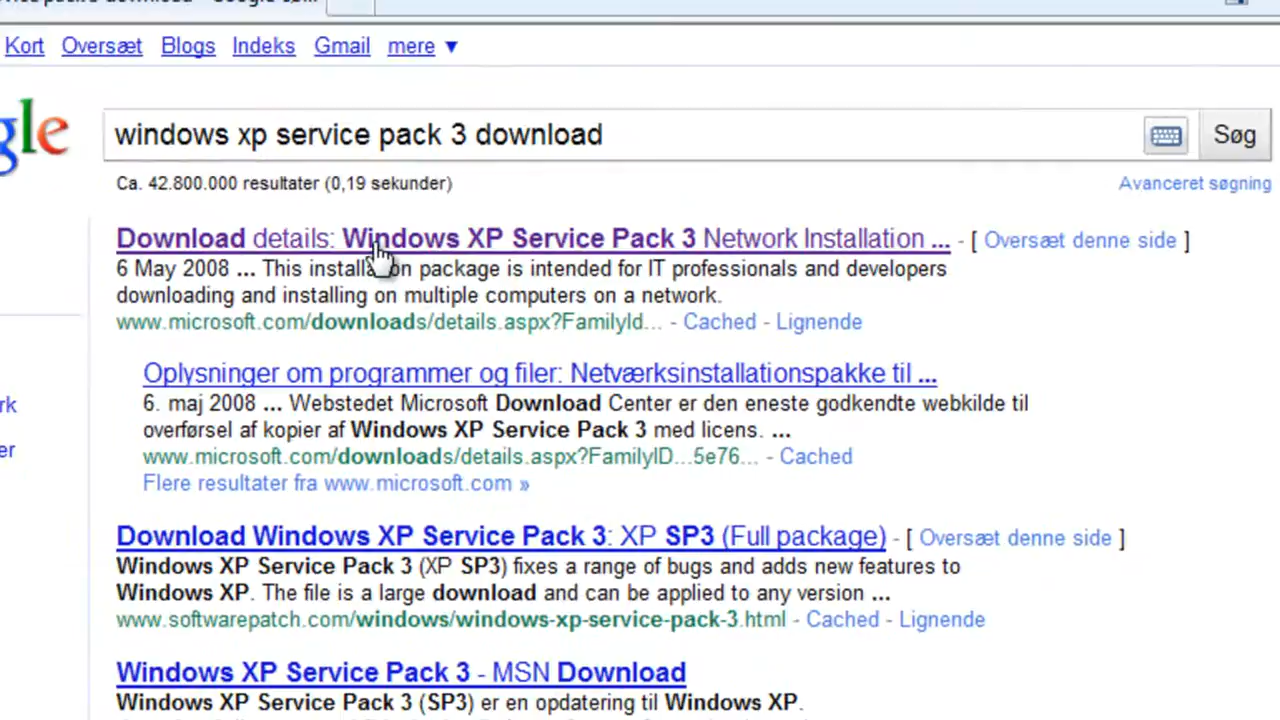 Kort Oversæt Blogs Indeks Gmail mere ▼
gle
windows xp service pack 3 download
Søg
Ca. 42.800.000 resultater (0,19 sekunder)
Avanceret søgning
Download details: Windows XP Service Pack 3 Network Installation ... - [ Oversæt denne side ]
6 May 2008 ... This installation package is intended for IT professionals and developers
downloading and installing on multiple computers on a network.
www.microsoft.com/downloads/details.aspx?FamilyId... - Cached - Lignende
Oplysninger om programmer og filer: Netværksinstallationspakke til ...
6. maj 2008 ... Webstedet Microsoft Download Center er den eneste godkendte webkilde til
overførsel af kopier af Windows XP Service Pack 3 med licens. ...
www.microsoft.com/downloads/details.aspx?FamilyID...5e76... - Cached
Flere resultater fra www.microsoft.com »
rk
er
Download Windows XP Service Pack 3: XP SP3 (Full package) - [ Oversæt denne side ]
Windows XP Service Pack 3 (XP SP3) fixes a range of bugs and adds new features to
Windows XP. The file is a large download and can be applied to any version ...
www.softwarepatch.com/windows/windows-xp-service-pack-3.html - Cached - Lignende
Windows XP Service Pack 3 - MSN Download
Windows XP Service Pack 3 (SP3) er en opdatering til Windows XP.